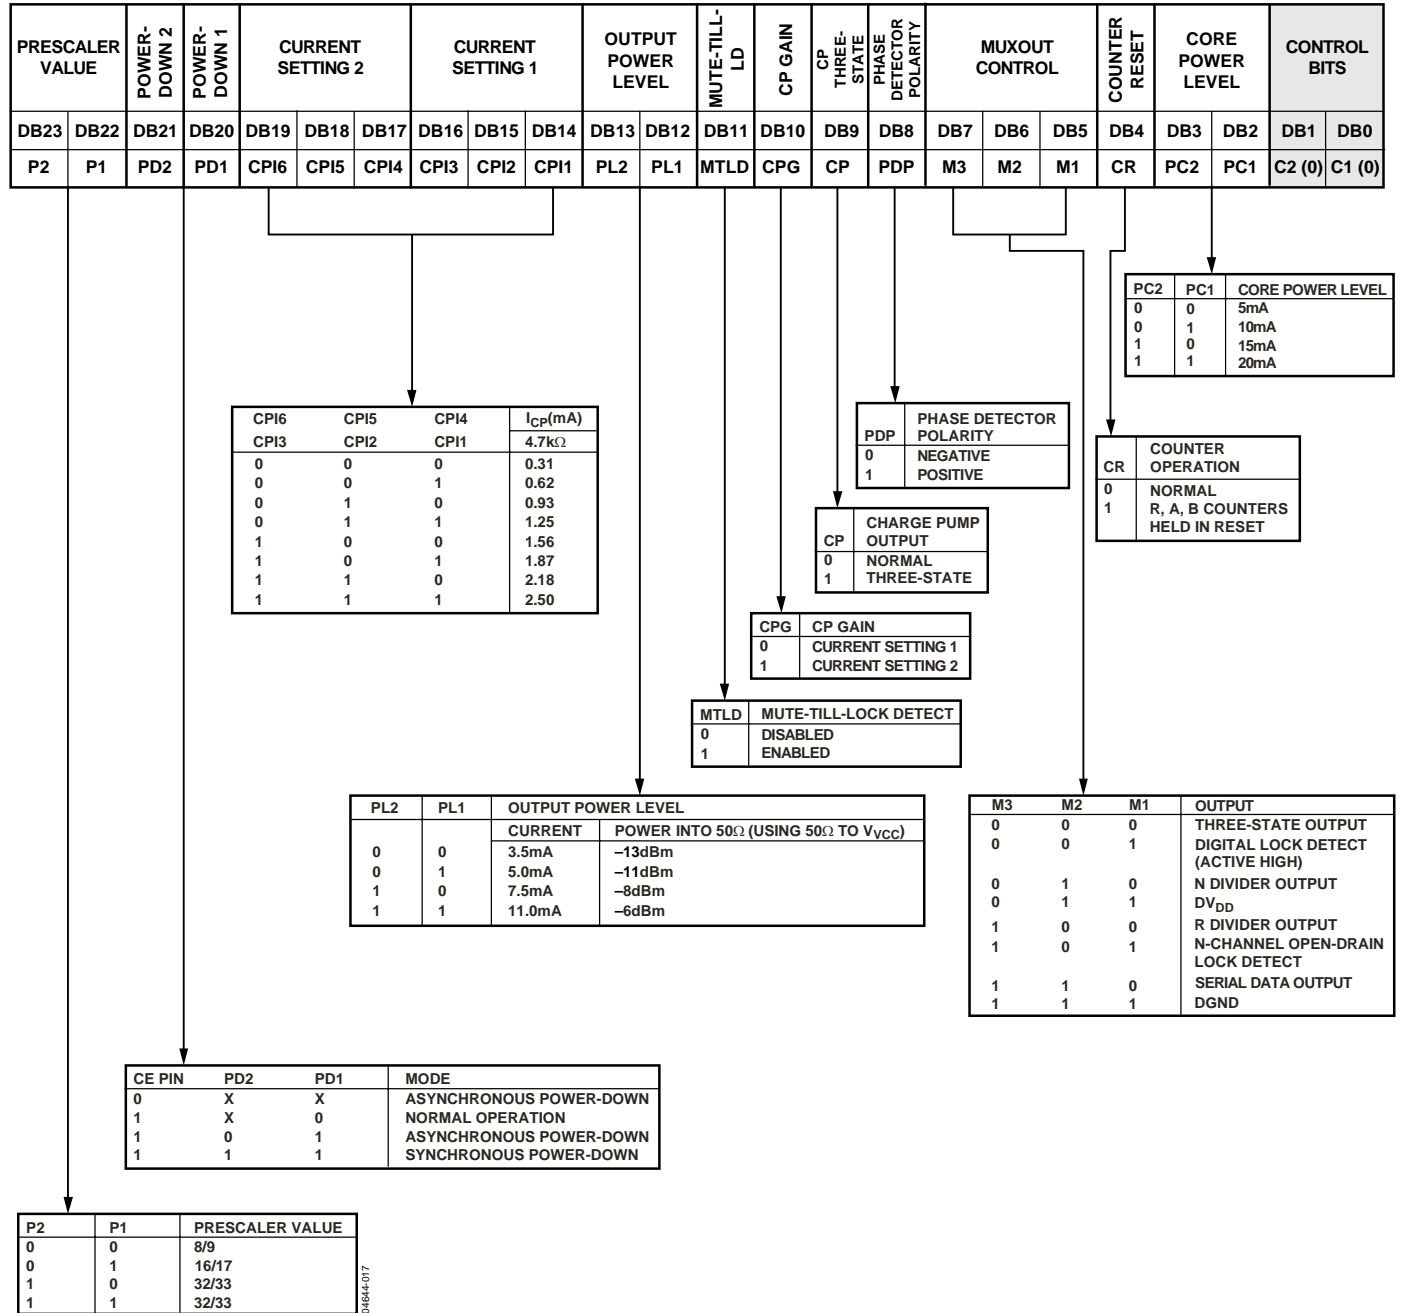 PRESCALER VALUE
POWER-DOWN 2
POWER-DOWN 1
CURRENT SETTING 2
CURRENT SETTING 1
OUTPUT POWER LEVEL
MUTE-TILL-LD
CP GAIN
CP THREE-STATE
PHASE DETECTOR POLARITY
MUXOUT CONTROL
COUNTER RESET
CORE POWER LEVEL
CONTROL BITS
DB23 DB22 DB21 DB20 DB19 DB18 DB17 DB16 DB15 DB14 DB13 DB12 DB11 DB10 DB9 DB8 DB7 DB6 DB5 DB4 DB3 DB2 DB1 DB0
P2 P1 PD2 PD1 CPI6 CPI5 CPI4 CPI3 CPI2 CPI1 PL2 PL1 MTLD CPG CP PDP M3 M2 M1 CR PC2 PC1 C2 (0) C1 (0)
PC2 PC1 CORE POWER LEVEL
0 0 5mA
0 1 10mA
1 0 15mA
1 1 20mA
CPI6 CPI5 CPI4 ICP(mA)
CPI3 CPI2 CPI1 4.7kΩ
0 0 0 0.31
0 0 1 0.62
0 1 0 0.93
0 1 1 1.25
1 0 0 1.56
1 0 1 1.87
1 1 0 2.18
1 1 1 2.50
PDP PHASE DETECTOR POLARITY
0 NEGATIVE
1 POSITIVE
CR COUNTER OPERATION
0 NORMAL
1 R, A, B COUNTERS
HELD IN RESET
CP CHARGE PUMP OUTPUT
0 NORMAL
1 THREE-STATE
CPG CP GAIN
0 CURRENT SETTING 1
1 CURRENT SETTING 2
MTLD MUTE-TILL-LOCK DETECT
0 DISABLED
1 ENABLED
PL2 PL1 OUTPUT POWER LEVEL
CURRENT POWER INTO 50Ω (USING 50Ω TO VVCC)
0 0 3.5mA –13dBm
0 1 5.0mA –11dBm
1 0 7.5mA –8dBm
1 1 11.0mA –6dBm
M3 M2 M1 OUTPUT
0 0 0 THREE-STATE OUTPUT
0 0 1 DIGITAL LOCK DETECT
(ACTIVE HIGH)
0 1 0 N DIVIDER OUTPUT
0 1 1 DVDD
1 0 0 R DIVIDER OUTPUT
1 0 1 N-CHANNEL OPEN-DRAIN
LOCK DETECT
1 1 0 SERIAL DATA OUTPUT
1 1 1 DGND
CE PIN PD2 PD1 MODE
0 X X ASYNCHRONOUS POWER-DOWN
1 X 0 NORMAL OPERATION
1 0 1 ASYNCHRONOUS POWER-DOWN
1 1 1 SYNCHRONOUS POWER-DOWN
P2 P1 PRESCALER VALUE
0 0 8/9
0 1 16/17
1 0 32/33
1 1 32/33
04644-017